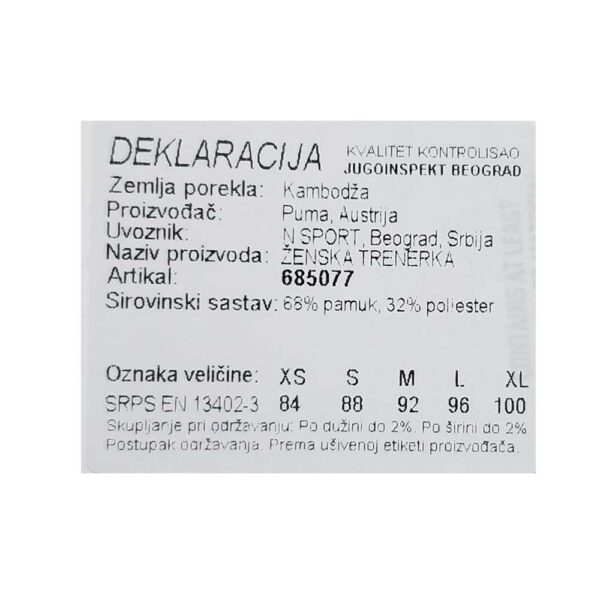 DEKLARACIJA KVALITET KONTROLISAO
JUGOINSPEKT BEOGRAD
Zemlja porekla: Kambodža
Proizvođač: Puma, Austrija
Uvoznik: N SPORT, Beograd, Srbija
Naziv proizvoda: ŽENSKA TRENERKA
Artikal: 685077
Sirovinski sastav: 68% pamuk, 32% poliester
Oznaka veličine: XS S M L XL
SRPS EN 13402-3 84 88 92 96 100
Skupljanje pri održavanju: Po dužini do 2%. Po širini do 2%
Postupak održavanja: Prema ušivenoj etiketi proizvođača.
AT LEAST